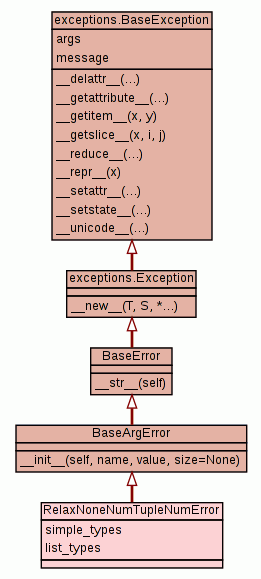 exceptions.BaseException
args
message
__delattr__(...)
__getattribute__(...)
__getitem__(x, y)
__getslice__(x, i, j)
__reduce__(...)
__repr__(x)
__setattr__(...)
__setstate__(...)
__unicode__(...)
exceptions.Exception
__new__(T, S, *...)
BaseError
__str__(self)
BaseArgError
__init__(self, name, value, size=None)
RelaxNoneNumTupleNumError
simple_types
list_types